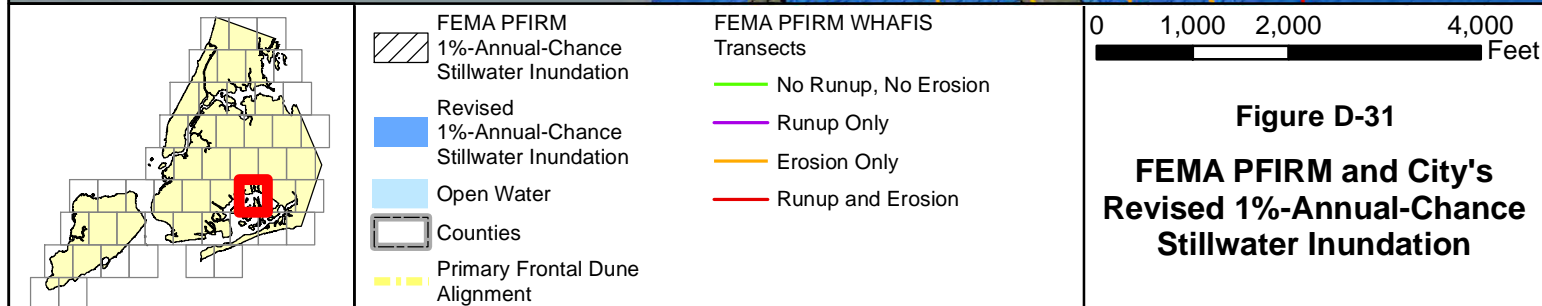 FEMA PFIRM
1%-Annual-Chance
Stillwater Inundation
Revised
1%-Annual-Chance
Stillwater Inundation
Open Water
Counties
Primary Frontal Dune
Alignment
FEMA PFIRM WHAFIS
Transects
No Runup, No Erosion
Runup Only
Erosion Only
Runup and Erosion
0 1,000 2,000 4,000
Feet
Figure D-31
FEMA PFIRM and City's
Revised 1%-Annual-Chance
Stillwater Inundation